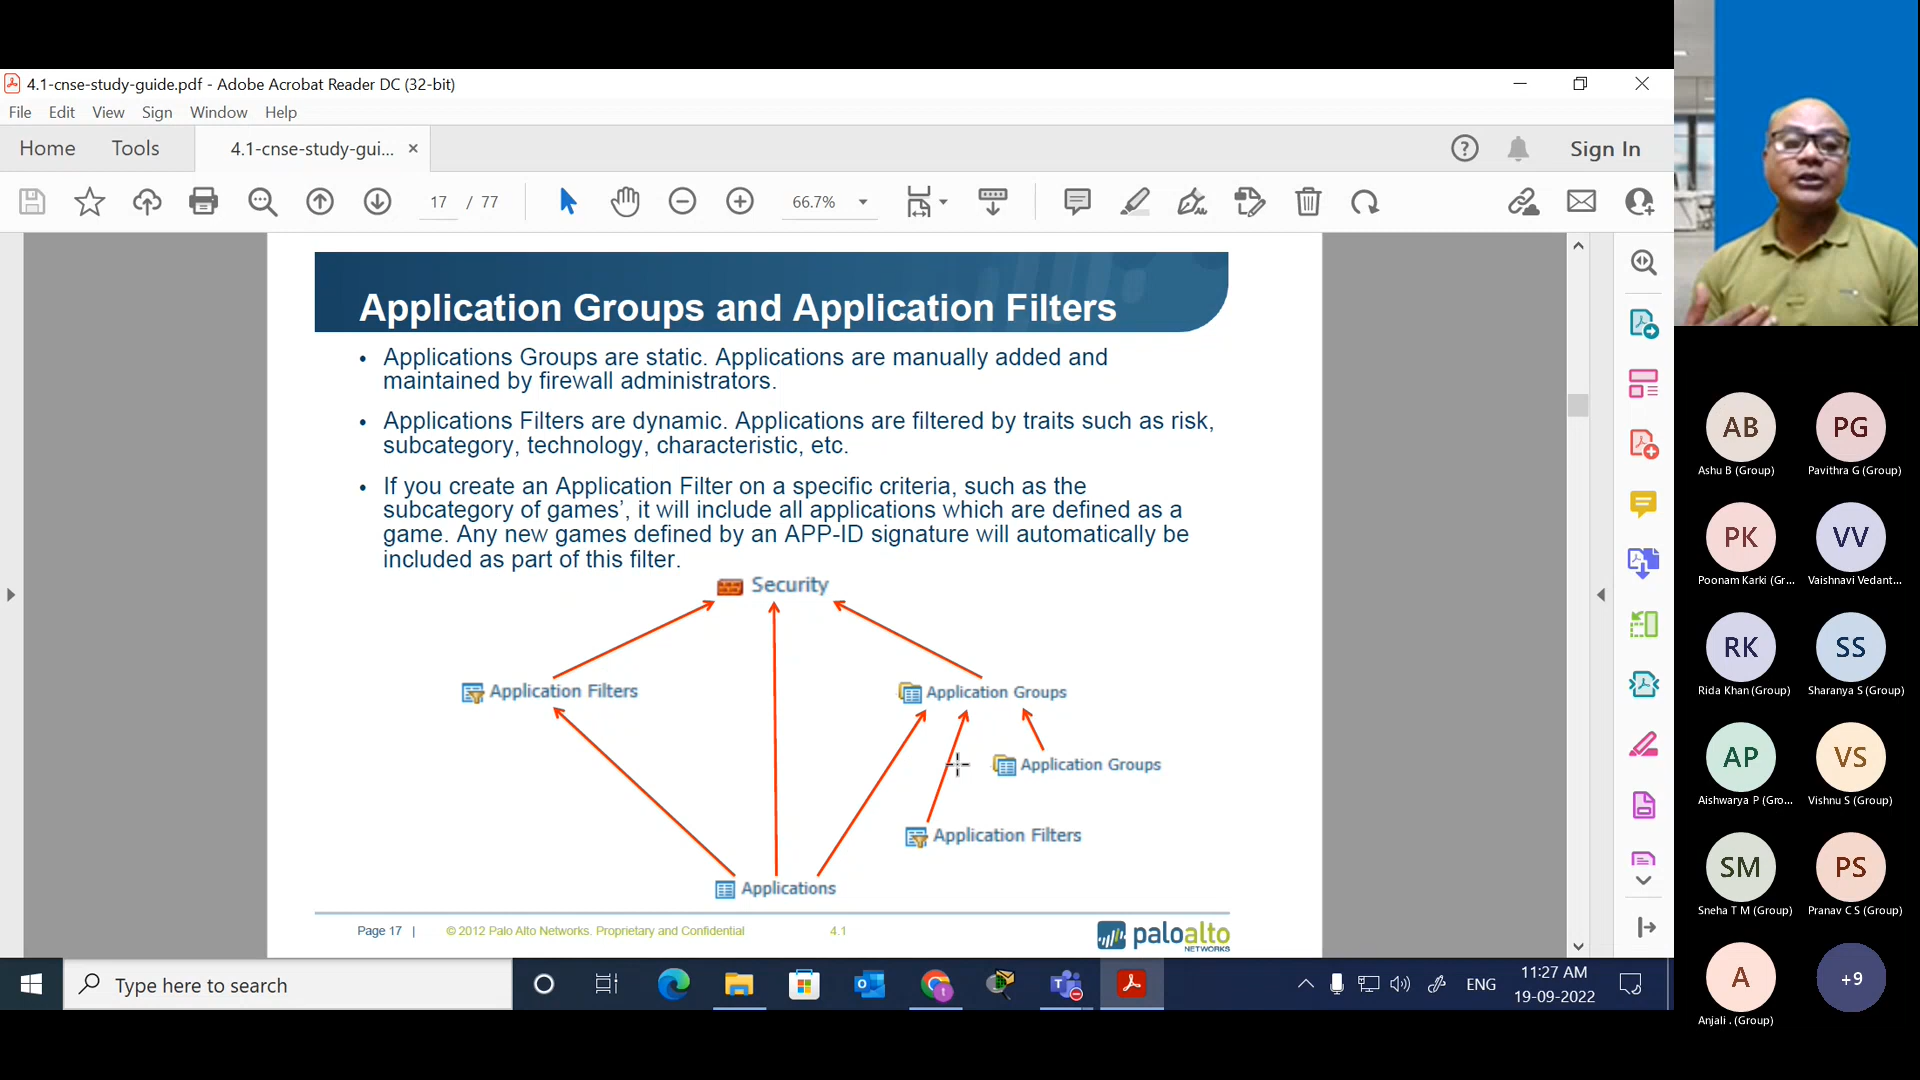 4.1-cnse-study-guide.pdf - Adobe Acrobat Reader DC (32-bit)
File Edit View Sign Window Help
Home Tools 4.1-cnse-study-gui... × Sign In
17 / 77 66.7%
Application Groups and Application Filters
• Applications Groups are static. Applications are manually added and
maintained by firewall administrators.
• Applications Filters are dynamic. Applications are filtered by traits such as risk,
subcategory, technology, characteristic, etc.
• If you create an Application Filter on a specific criteria, such as the
subcategory of games’, it will include all applications which are defined as a
game. Any new games defined by an APP-ID signature will automatically be
included as part of this filter.
Security
Application Filters
Application Groups
Application Groups
Application Filters
Applications
Page 17 | © 2012 Palo Alto Networks. Proprietary and Confidential 4.1
paloalto
NETWORKS
Type here to search
ENG
11:27 AM
19-09-2022
AB PG
Ashu B (Group) Pavithra G (Group)
PK VV
Poonam Karki (Gr... Vaishnavi Vedant...
RK SS
Rida Khan (Group) Sharanya S (Group)
AP VS
Aishwarya P (Gro... Vishnu S (Group)
SM PS
Sneha T M (Group) Pranav C S (Group)
A +9
Anjali . (Group)